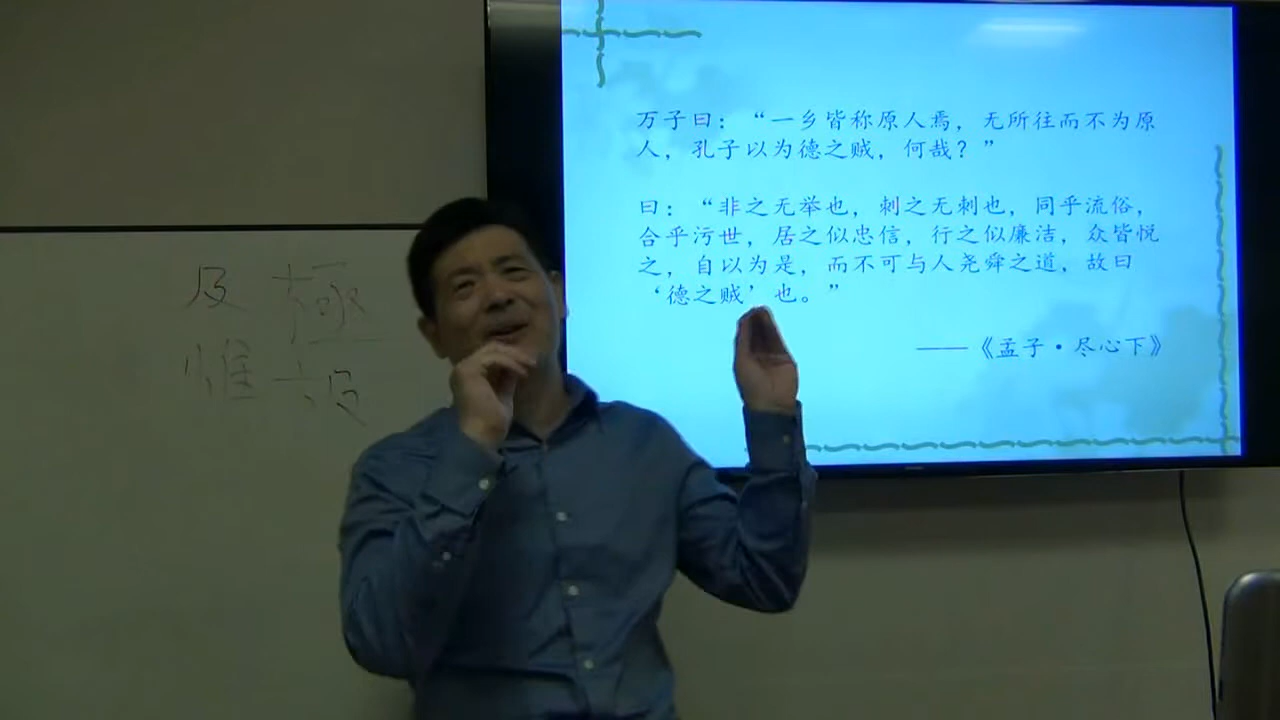 万子曰：“一乡皆称原人焉，无所往而不为原
人，孔子以为德之贼，何哉？”
曰：“非之无举也，刺之无刺也，同乎流俗，
合乎污世，居之似忠信，行之似廉洁，众皆悦
之，自以为是，而不可与人尧舜之道，故曰
‘德之贼’也。”
——《孟子·尽心下》
及 極
惟